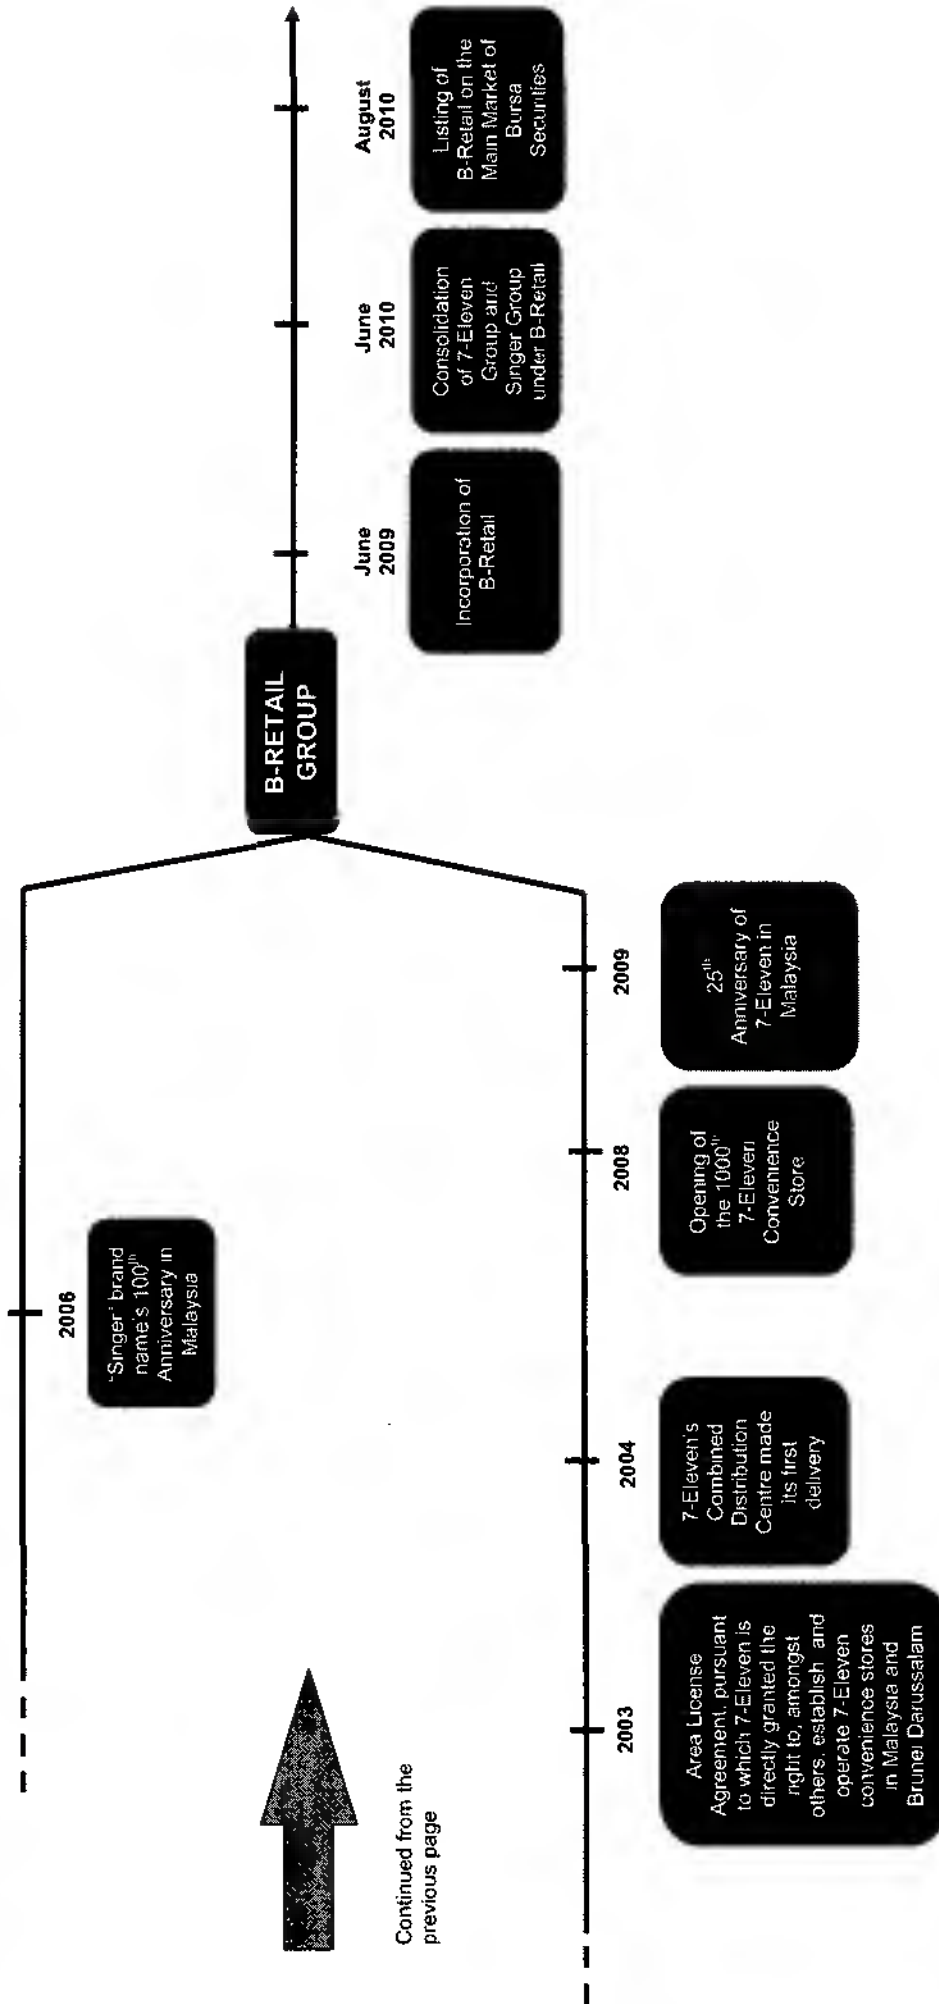 2006
"Singer" brand
name's 100th
Anniversary in
Malaysia
Continued from the
previous page
B-RETAIL
GROUP
June
2009
Incorporation of
B-Retail
June
2010
Consolidation
of 7-Eleven
Group and
Singer Group
under B-Retail
August
2010
Listing of
B-Retail on the
Main Market of
Bursa
Securities
2003
Area License
Agreement, pursuant
to which 7-Eleven is
directly granted the
right to, amongst
others, establish and
operate 7-Eleven
convenience stores
in Malaysia and
Brunei Darussalam
2004
7-Eleven's
Combined
Distribution
Centre made
its first
delivery
2008
Opening of
the 1000th
7-Eleven
Convenience
Store
2009
25th
Anniversary of
7-Eleven in
Malaysia